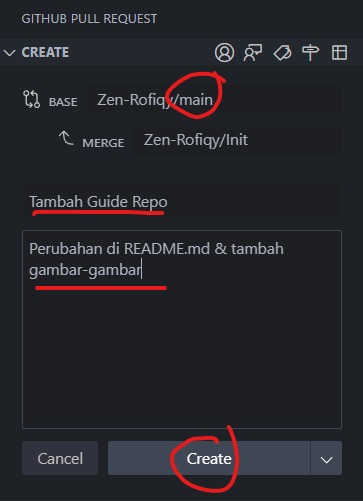 GITHUB PULL REQUEST
CREATE
BASE Zen-Rofiqy/main
MERGE Zen-Rofiqy/Init
Tambah Guide Repo
Perubahan di README.md & tambah
gambar-gambar
Cancel Create